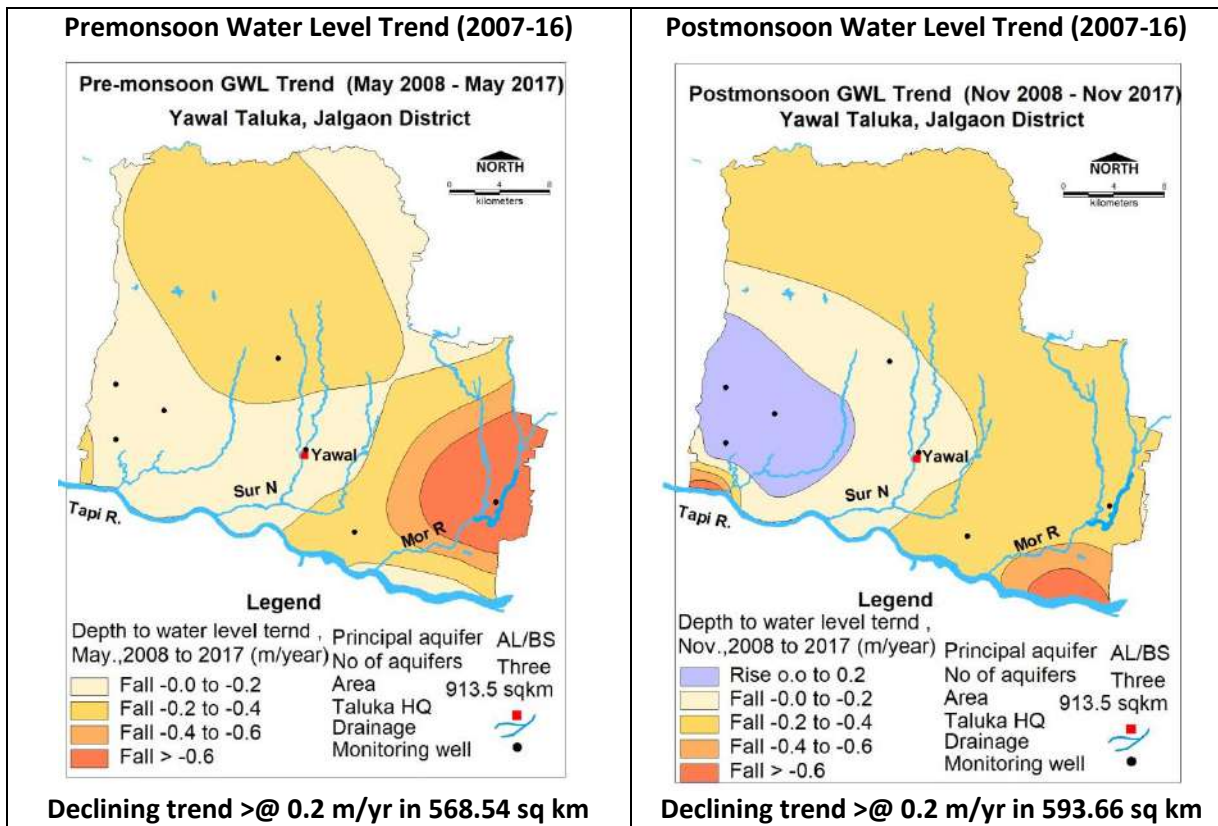 Premonsoon Water Level Trend (2007-16)
Pre-monsoon GWL Trend (May 2008 - May 2017)
Yawal Taluka, Jalgaon District
NORTH
0 4 8
kilometers
Yawal
Sur N
Tapi R.
Mor R
Legend
Depth to water level ternd ,
May.,2008 to 2017 (m/year)
Fall -0.0 to -0.2
Fall -0.2 to -0.4
Fall -0.4 to -0.6
Fall > -0.6
Principal aquifer AL/BS
No of aquifers Three
Area 913.5 sqkm
Taluka HQ
Drainage
Monitoring well
Declining trend >@ 0.2 m/yr in 568.54 sq km
Postmonsoon Water Level Trend (2007-16)
Postmonsoon GWL Trend (Nov 2008 - Nov 2017)
Yawal Taluka, Jalgaon District
NORTH
0 4 8
kilometers
Yawal
Sur N
Tapi R.
Mor R
Legend
Depth to water level ternd ,
Nov.,2008 to 2017 (m/year)
Rise o.o to 0.2
Fall -0.0 to -0.2
Fall -0.2 to -0.4
Fall -0.4 to -0.6
Fall > -0.6
Principal aquifer AL/BS
No of aquifers Three
Area 913.5 sqkm
Taluka HQ
Drainage
Monitoring well
Declining trend >@ 0.2 m/yr in 593.66 sq km